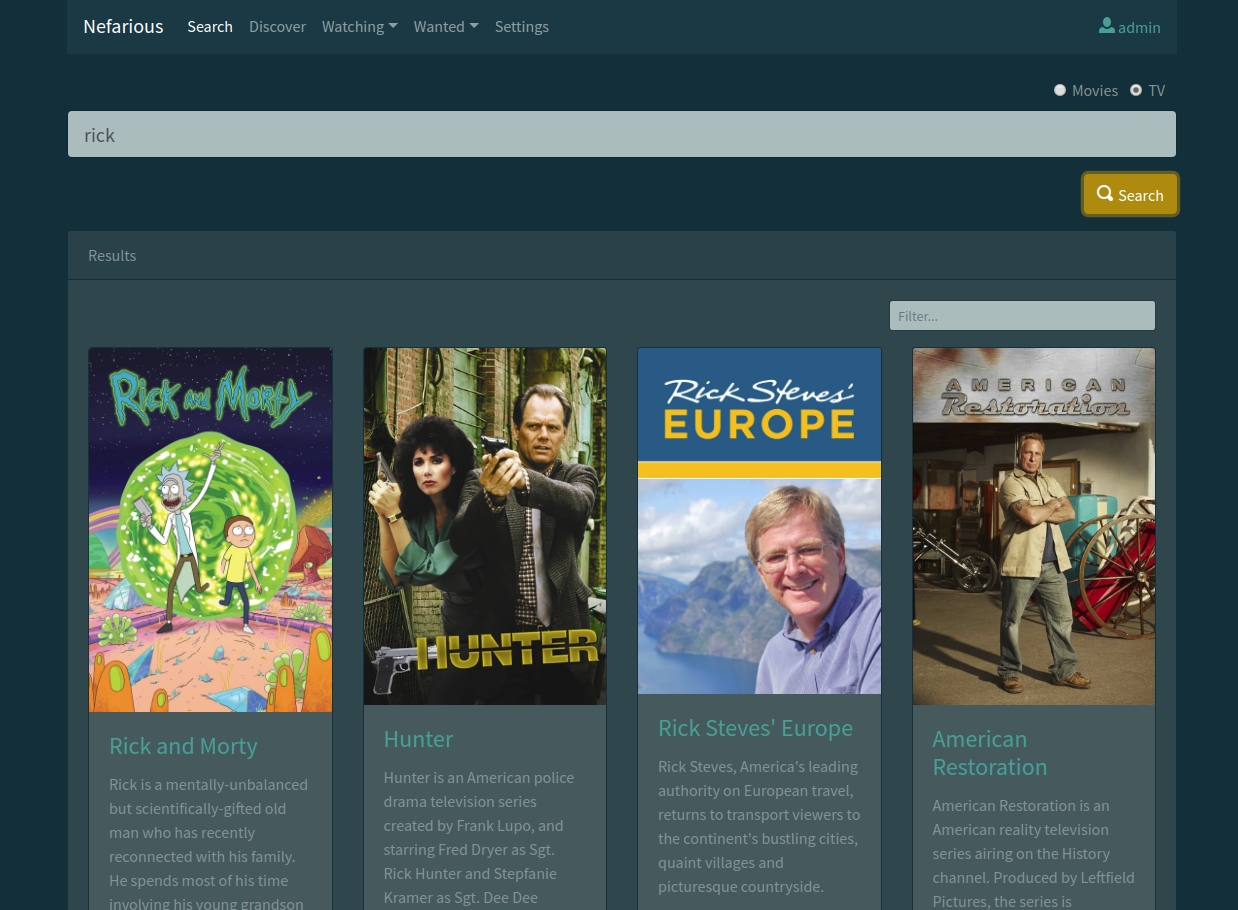 Nefarious Search Discover Watching Wanted Settings admin
Movies TV
rick
Search
Results
Filter...
Rick and Morty
Rick Steves'
EUROPE
AMERICAN
Restoration
HUNTER
Rick and Morty
Rick is a mentally-unbalanced
but scientifically-gifted old
man who has recently
reconnected with his family.
He spends most of his time
involving his young grandson
Hunter
Hunter is an American police
drama television series
created by Frank Lupo, and
starring Fred Dryer as Sgt.
Rick Hunter and Stepfanie
Kramer as Sgt. Dee Dee
Rick Steves' Europe
Rick Steves, America's leading
authority on European travel,
returns to transport viewers to
the continent's bustling cities,
quaint villages and
picturesque countryside.
American
Restoration
American Restoration is an
American reality television
series airing on the History
channel. Produced by Leftfield
Pictures, the series is